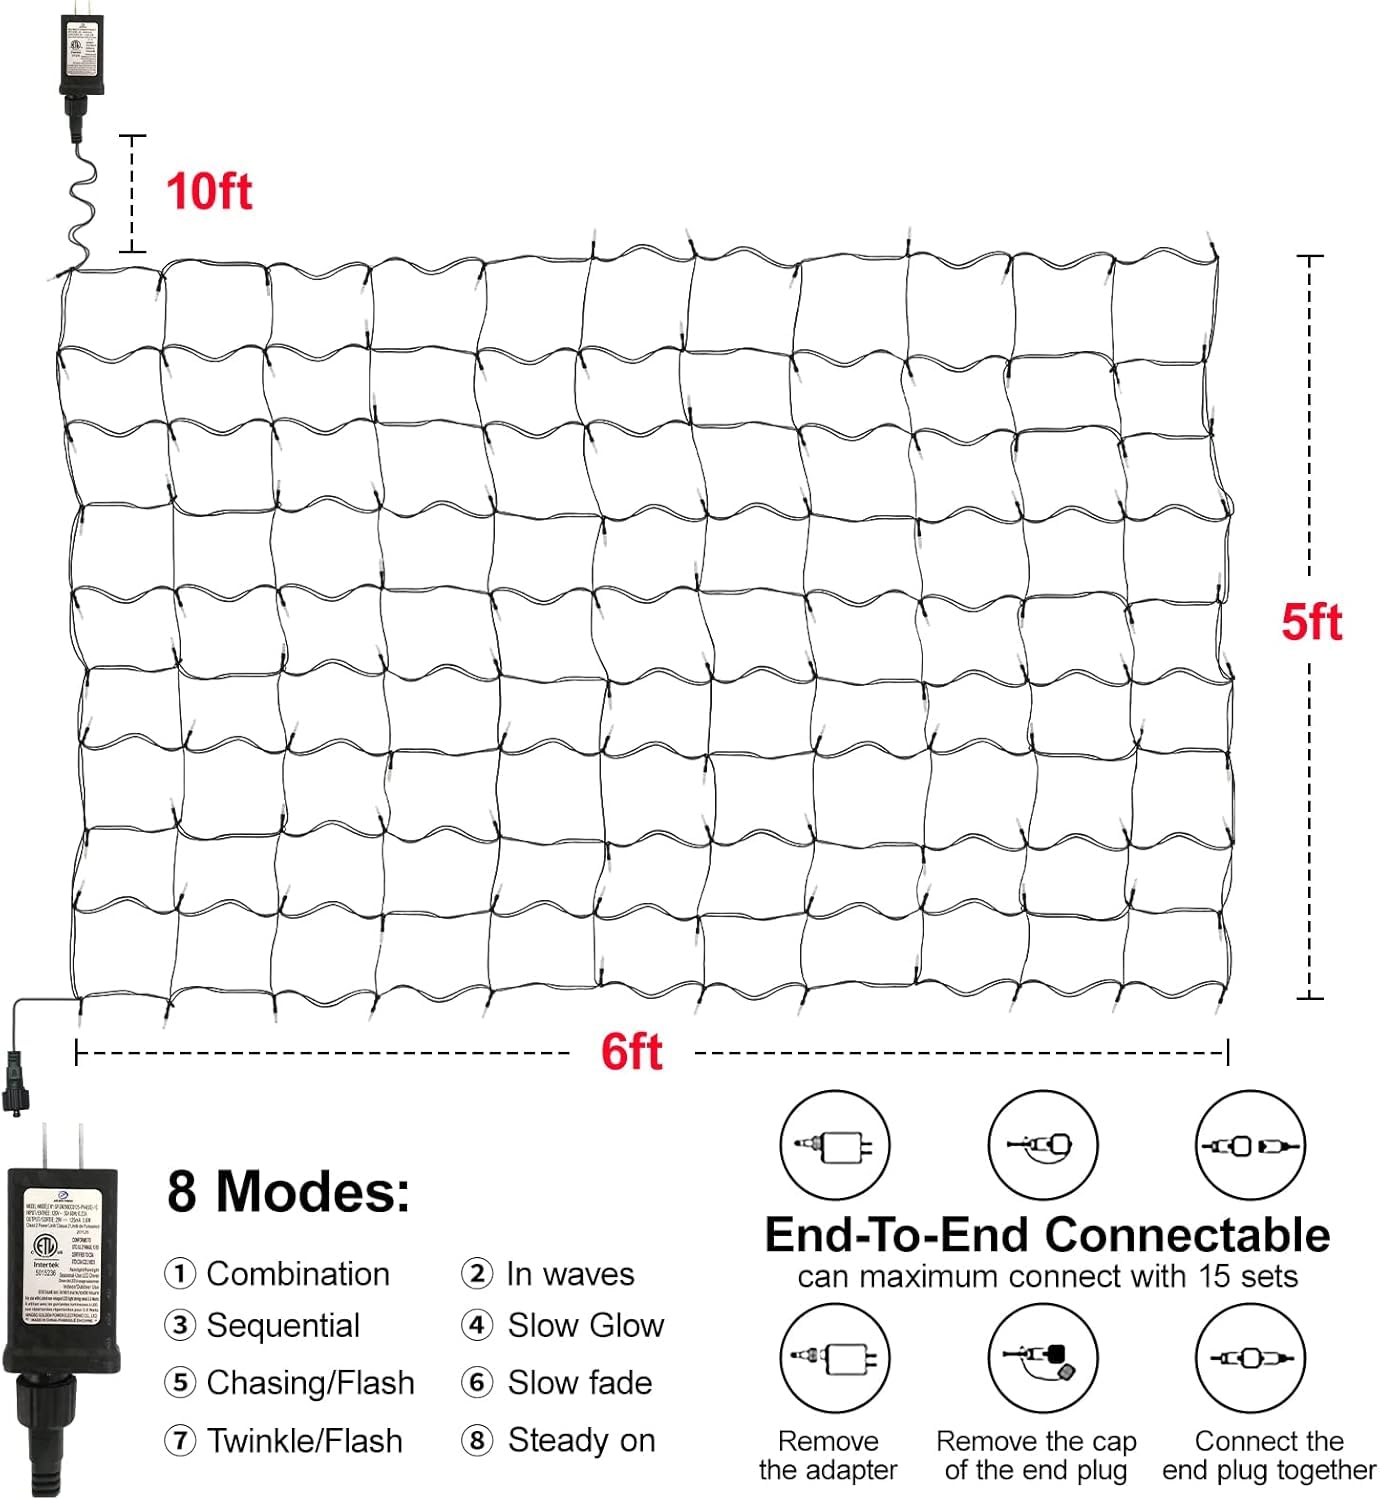 10ft
5ft
6ft
8 Modes:
① Combination
② In waves
③ Sequential
④ Slow Glow
⑤ Chasing/Flash
⑥ Slow fade
⑦ Twinkle/Flash
⑧ Steady on
End-To-End Connectable
can maximum connect with 15 sets
Remove
the adapter
Remove the cap
of the end plug
Connect the
end plug together
Intertek
5015236